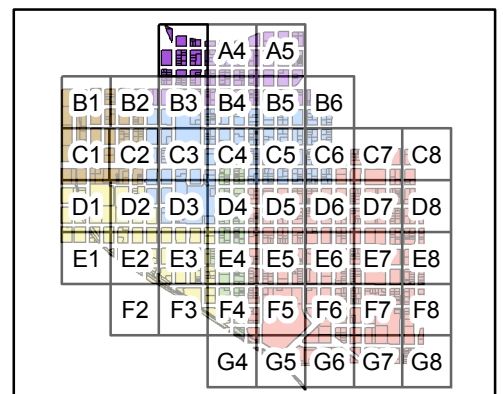 A4 A5
B1 B2 B3 B4 B5 B6
C1 C2 C3 C4 C5 C6 C7 C8
D1 D2 D3 D4 D5 D6 D7 D8
E1 E2 E3 E4 E5 E6 E7 E8
F2 F3 F4 F5 F6 F7 F8
G4 G5 G6 G7 G8